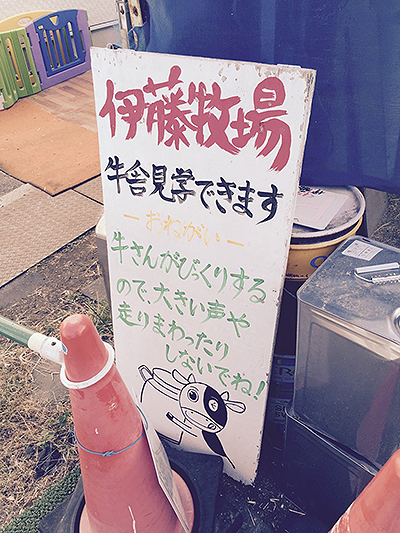 伊藤牧場
牛舎見学できます
ーおねがいー
牛さんがびっくりする
ので、大きい声や
走りまわったり
しないでね!